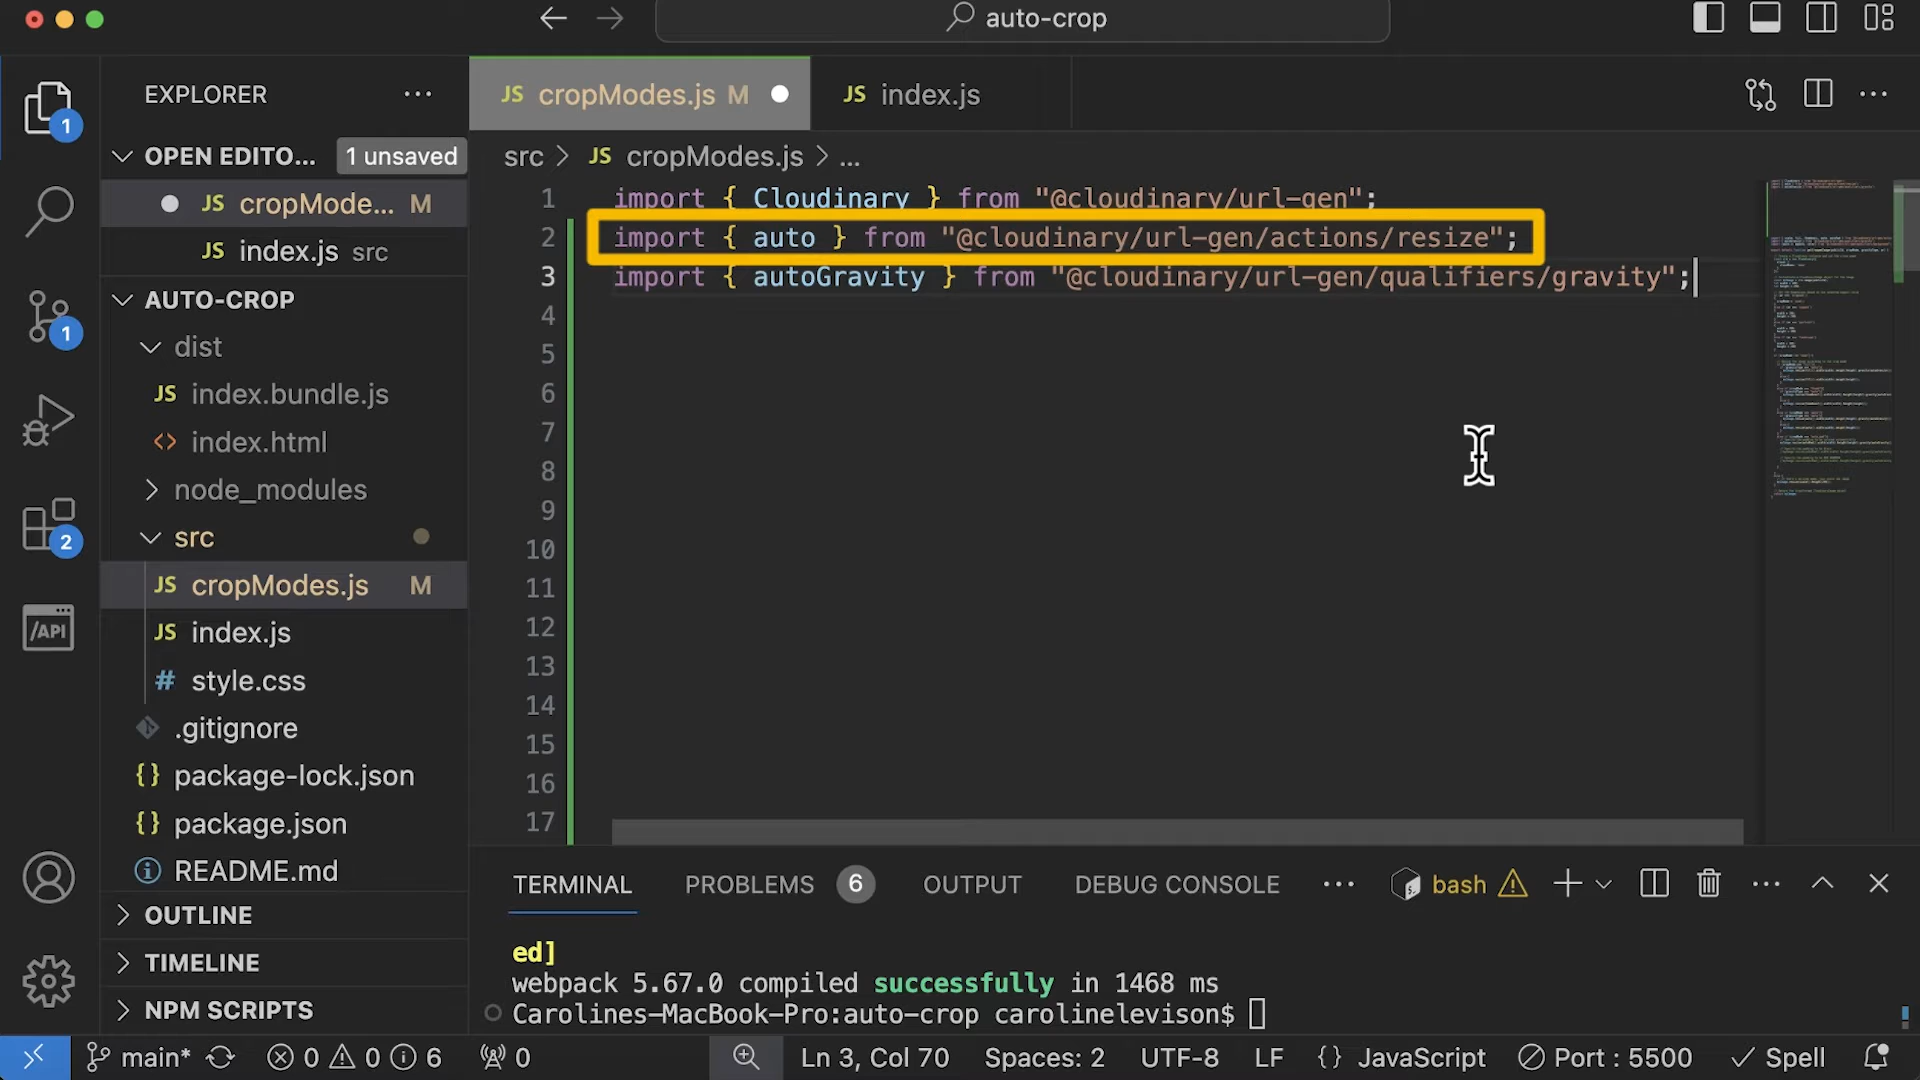 auto-crop
EXPLORER
JS cropModes.js M
JS index.js
1
OPEN EDITO... 1 unsaved
src > JS cropModes.js > ...
JS cropMode... M
JS index.js src
1 import { Cloudinary } from "@cloudinary/url-gen";
2 import { auto } from "@cloudinary/url-gen/actions/resize";
3 import { autoGravity } from "@cloudinary/url-gen/qualifiers/gravity";
4
5
6
7
8
9
10
11
12
13
14
15
16
17
AUTO-CROP
1
dist
JS index.bundle.js
<> index.html
node_modules
2
src
JS cropModes.js M
/API
JS index.js
# style.css
.gitignore
{} package-lock.json
{} package.json
README.md
OUTLINE
TIMELINE
NPM SCRIPTS
TERMINAL PROBLEMS 6 OUTPUT DEBUG CONSOLE ... bash
ed]
webpack 5.67.0 compiled successfully in 1468 ms
Carolines-MacBook-Pro:auto-crop carolinelevison$
main* 0 0 6 0 Ln 3, Col 70 Spaces: 2 UTF-8 LF {} JavaScript Port : 5500 Spell